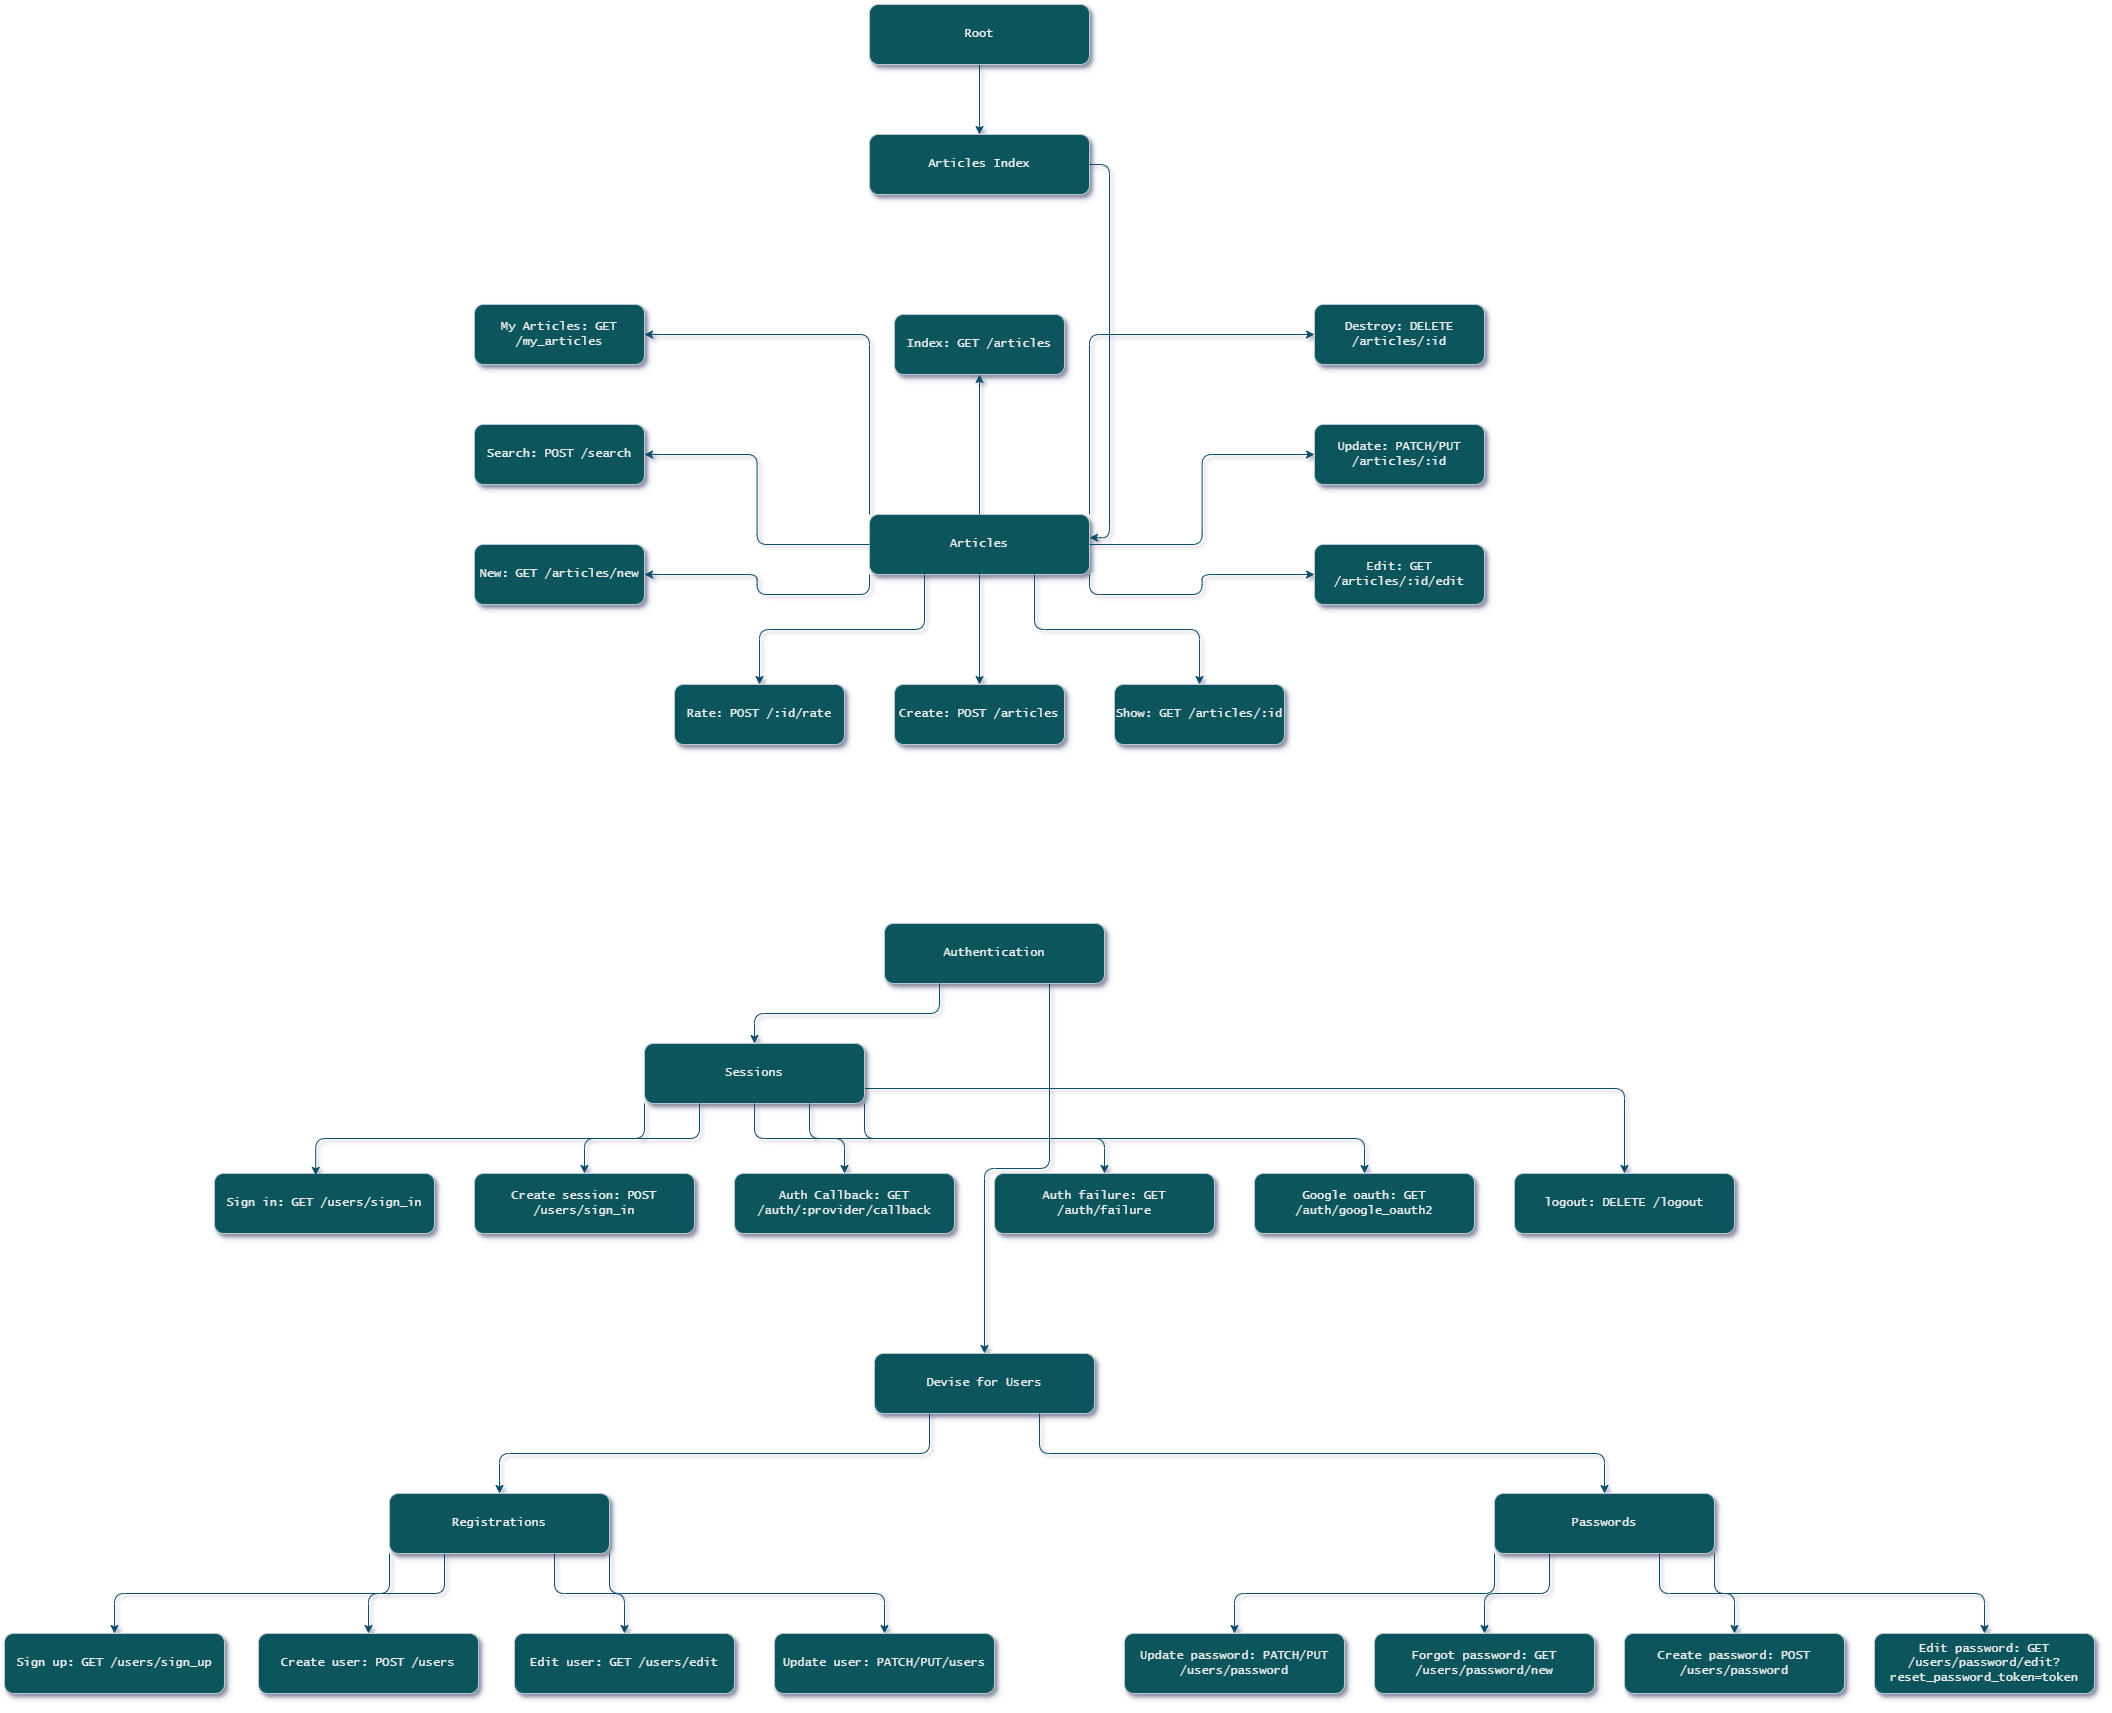 Root
Articles Index
My Articles: GET
/my_articles
Index: GET /articles
Destroy: DELETE
/articles/:id
Search: POST /search
Update: PATCH/PUT
/articles/:id
Articles
New: GET /articles/new
Edit: GET
/articles/:id/edit
Rate: POST /:id/rate
Create: POST /articles
Show: GET /articles/:id
Authentication
Sessions
Sign in: GET /users/sign_in
Create session: POST
/users/sign_in
Auth Callback: GET
/auth/:provider/callback
Auth failure: GET
/auth/failure
Google oauth: GET
/auth/google_oauth2
logout: DELETE /logout
Devise for Users
Registrations
Passwords
Sign up: GET /users/sign_up
Create user: POST /users
Edit user: GET /users/edit
Update user: PATCH/PUT/users
Update password: PATCH/PUT
/users/password
Forgot password: GET
/users/password/new
Create password: POST
/users/password
Edit password: GET
/users/password/edit?
reset_password_token=token